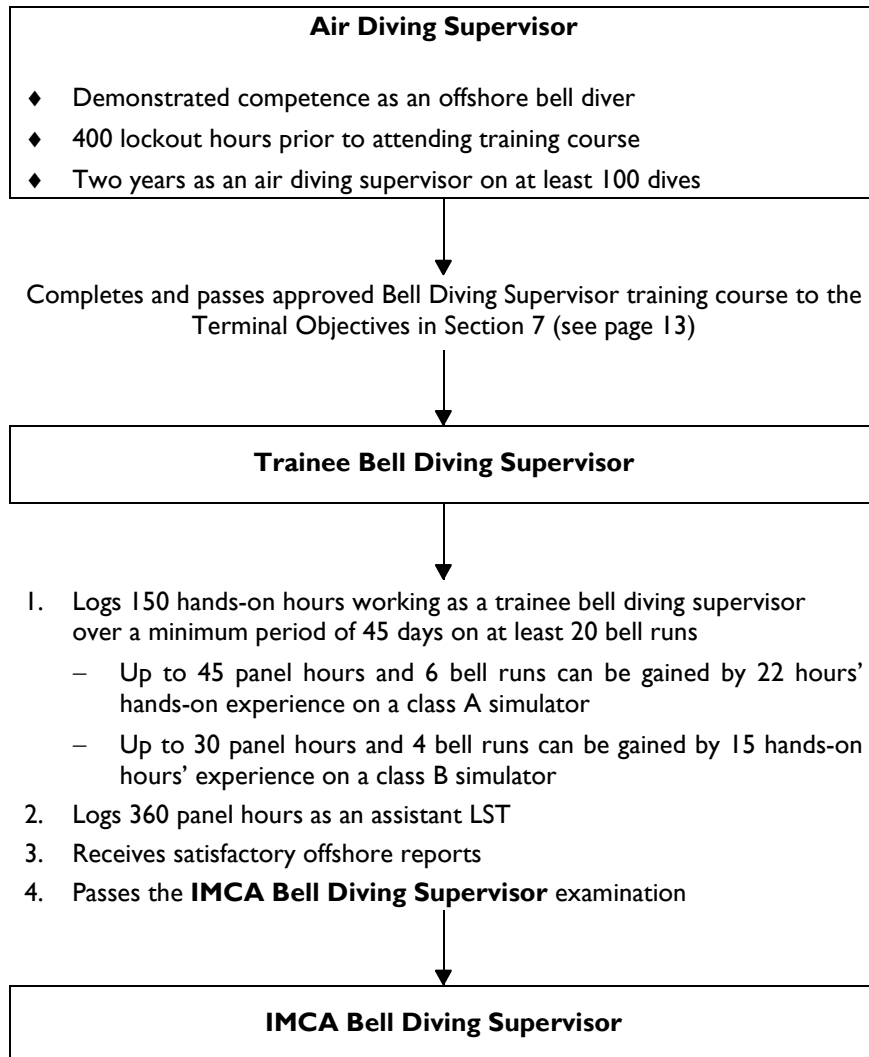 Air Diving Supervisor
♦ Demonstrated competence as an offshore bell diver
♦ 400 lockout hours prior to attending training course
♦ Two years as an air diving supervisor on at least 100 dives
Completes and passes approved Bell Diving Supervisor training course to the
Terminal Objectives in Section 7 (see page 13)
Trainee Bell Diving Supervisor
1. Logs 150 hands-on hours working as a trainee bell diving supervisor
over a minimum period of 45 days on at least 20 bell runs
– Up to 45 panel hours and 6 bell runs can be gained by 22 hours’
hands-on experience on a class A simulator
– Up to 30 panel hours and 4 bell runs can be gained by 15 hands-on
hours’ experience on a class B simulator
2. Logs 360 panel hours as an assistant LST
3. Receives satisfactory offshore reports
4. Passes the IMCA Bell Diving Supervisor examination
IMCA Bell Diving Supervisor